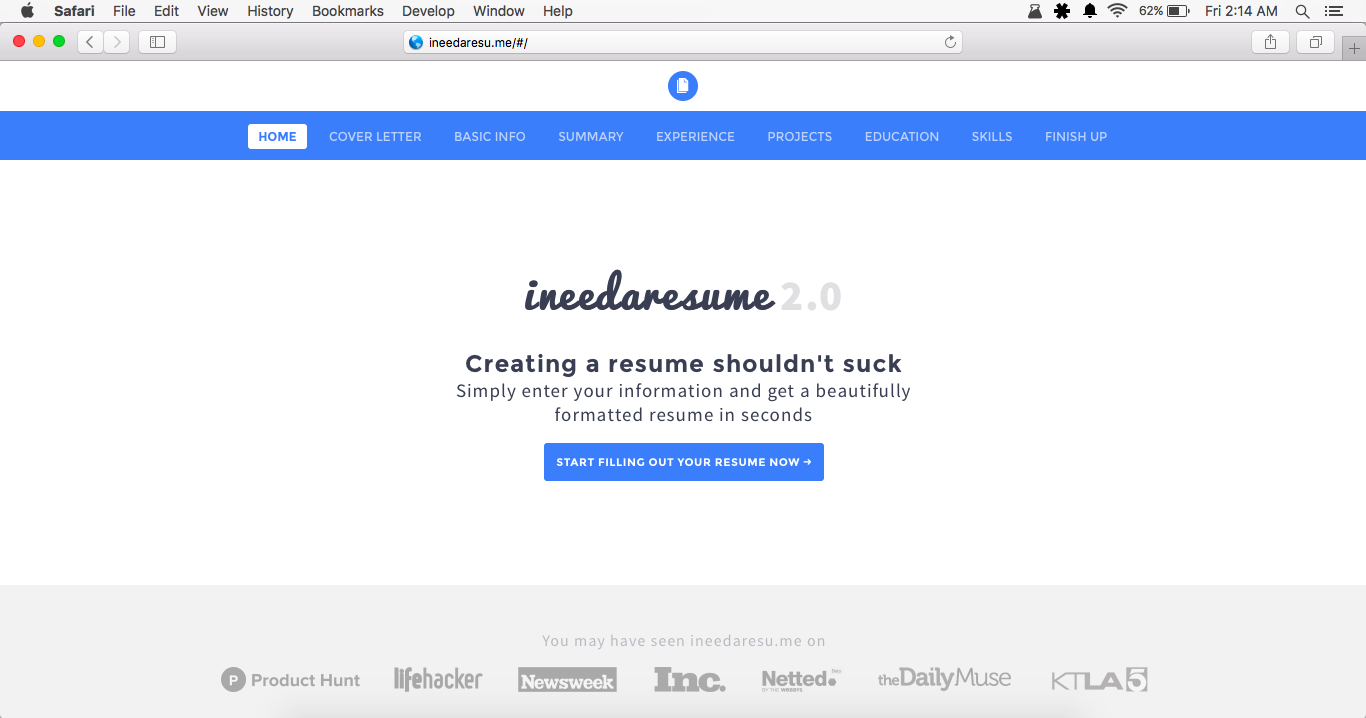 Safari File Edit View History Bookmarks Develop Window Help 62% Fri 2:14 AM
ineedaresu.me/#/
HOME COVER LETTER BASIC INFO SUMMARY EXPERIENCE PROJECTS EDUCATION SKILLS FINISH UP
ineedaresume 2.0
Creating a resume shouldn't suck
Simply enter your information and get a beautifully
formatted resume in seconds
START FILLING OUT YOUR RESUME NOW →
You may have seen ineedaresu.me on
P Product Hunt lifehacker Newsweek Inc. Netted. theDailyMuse KTLA 5
BY THE WEBBYS